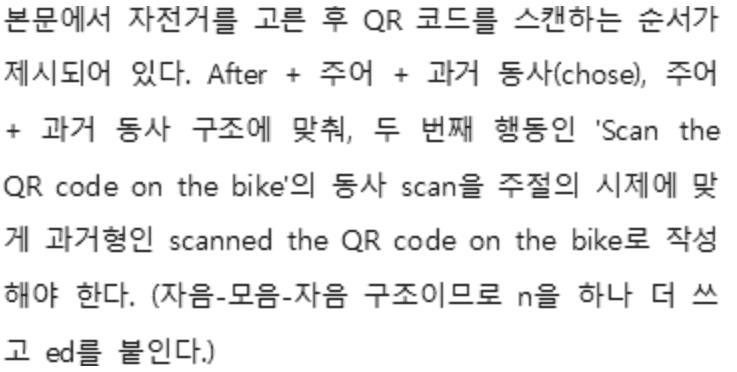 본문에서 자전거를 고른 후 QR 코드를 스캔하는 순서가
제시되어 있다. After + 주어 + 과거 동사(chose), 주어
+ 과거 동사 구조에 맞춰, 두 번째 행동인 'Scan the
QR code on the bike'의 동사 scan을 주절의 시제에 맞
게 과거형인 scanned the QR code on the bike로 작성
해야 한다. (자음-모음-자음 구조이므로 n을 하나 더 쓰
고 ed를 붙인다.)